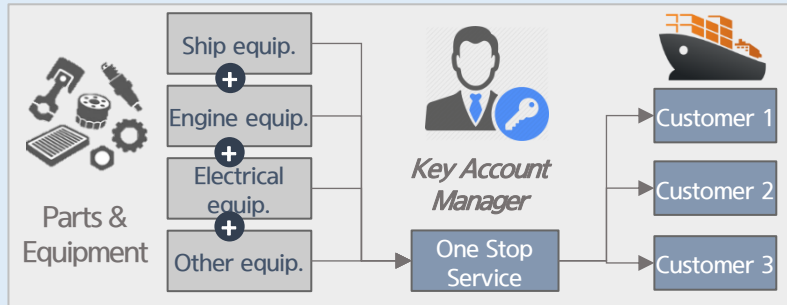 Ship equip.
+
Engine equip.
+
Electrical
equip.
+
Other equip.
Parts &
Equipment
Key Account
Manager
One Stop
Service
Customer 1
Customer 2
Customer 3